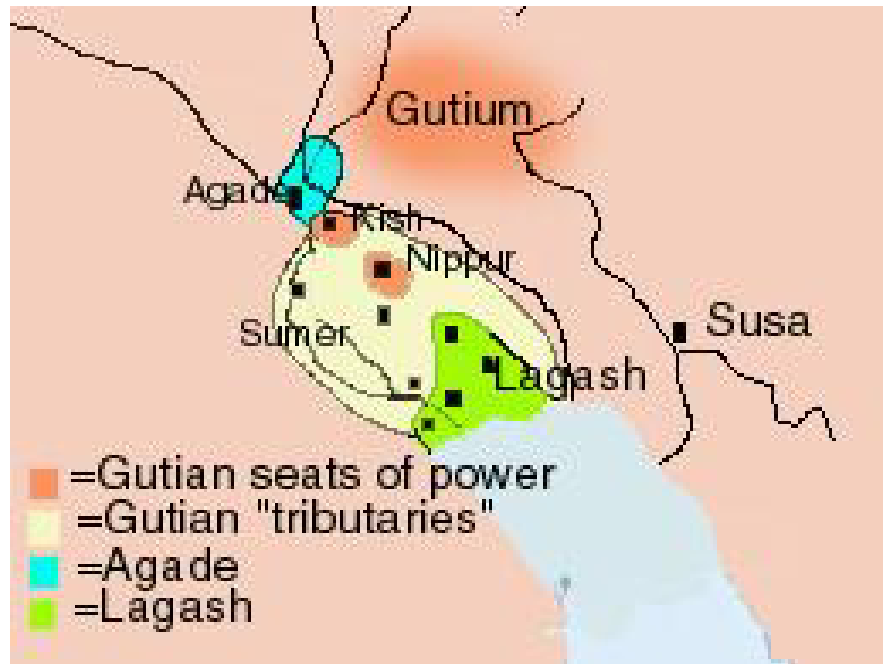 Gutium
Agade
Kish
Nippur
Sumer
Susa
Lagash
=Gutian seats of power
=Gutian "tributaries"
=Agade
=Lagash